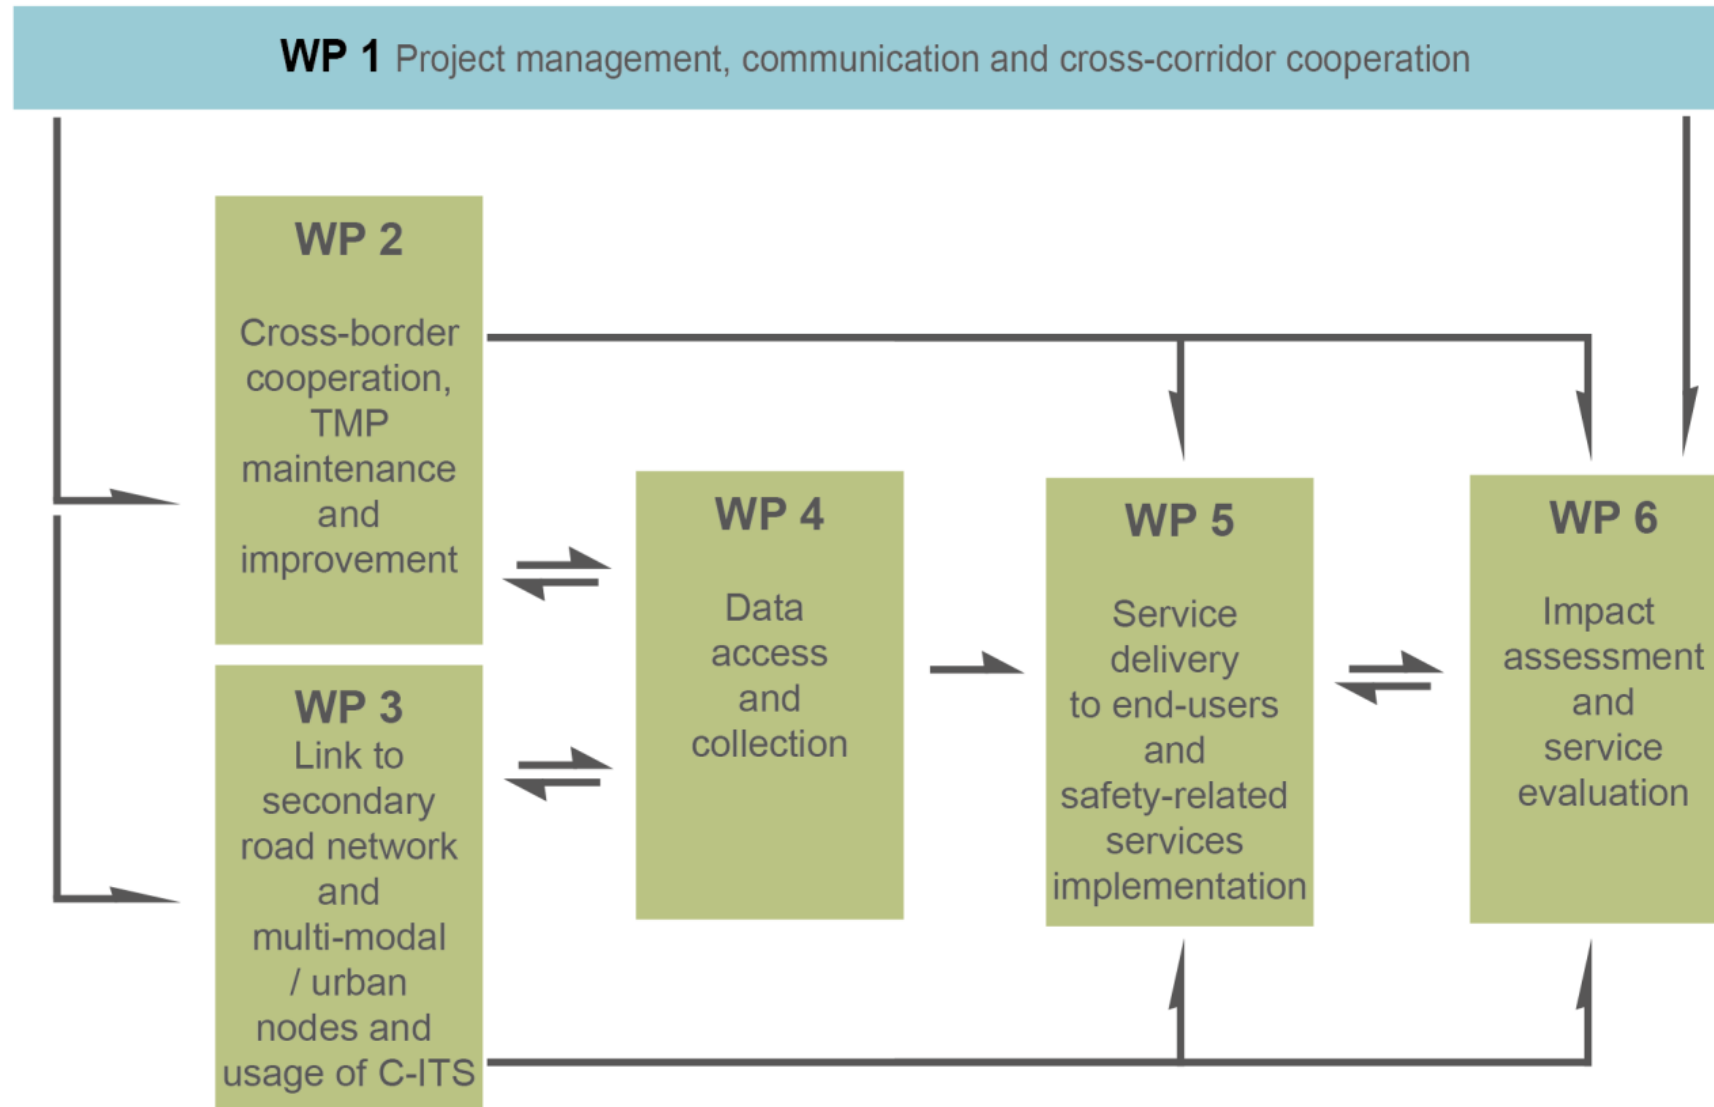 WP 1 Project management, communication and cross-corridor cooperation
WP 2
Cross-border
cooperation,
TMP
maintenance
and
improvement
WP 3
Link to
secondary
road network
and
multi-modal
/ urban
nodes and
usage of C-ITS
WP 4
Data
access
and
collection
WP 5
Service
delivery
to end-users
and
safety-related
services
implementation
WP 6
Impact
assessment
and
service
evaluation